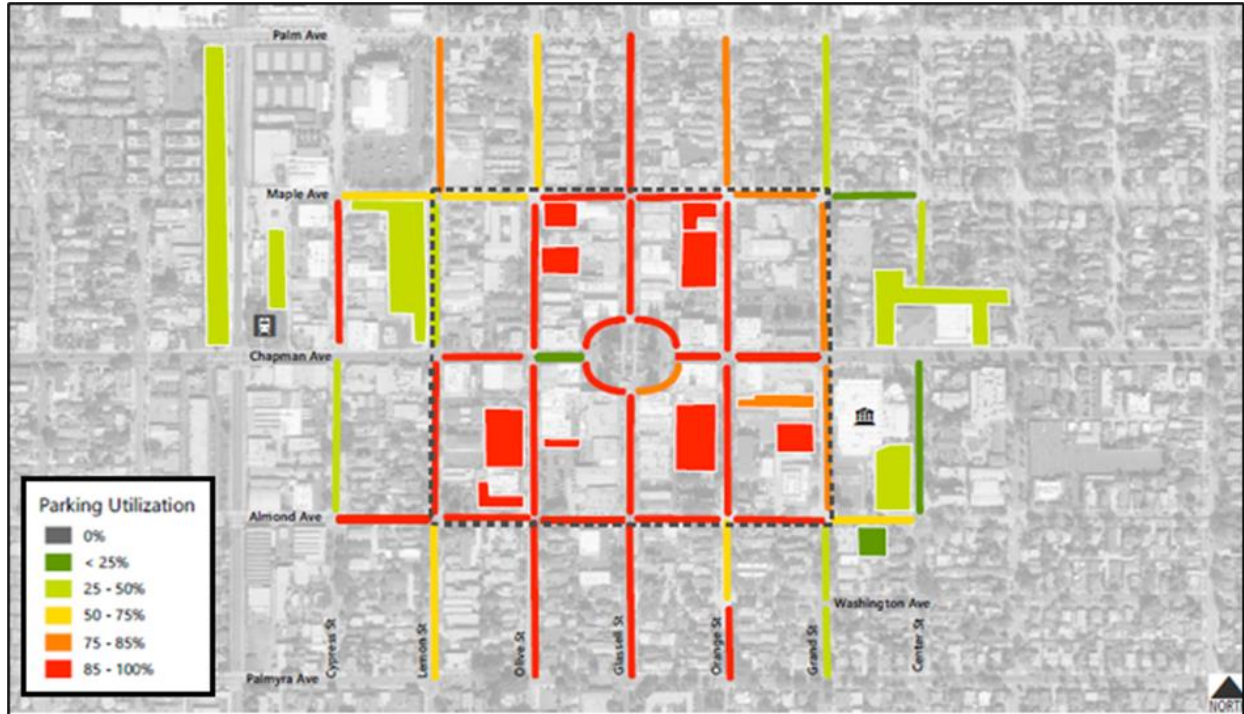 Palm Ave
Maple Ave
Chapman Ave
Parking Utilization
0%
< 25%
25 - 50%
50 - 75%
75 - 85%
85 - 100%
Almond Ave
Washington Ave
Cypress St
Lemon St
Olive St
Glassell St
Orange St
Grand St
Center St
Palmyra Ave
NORTH